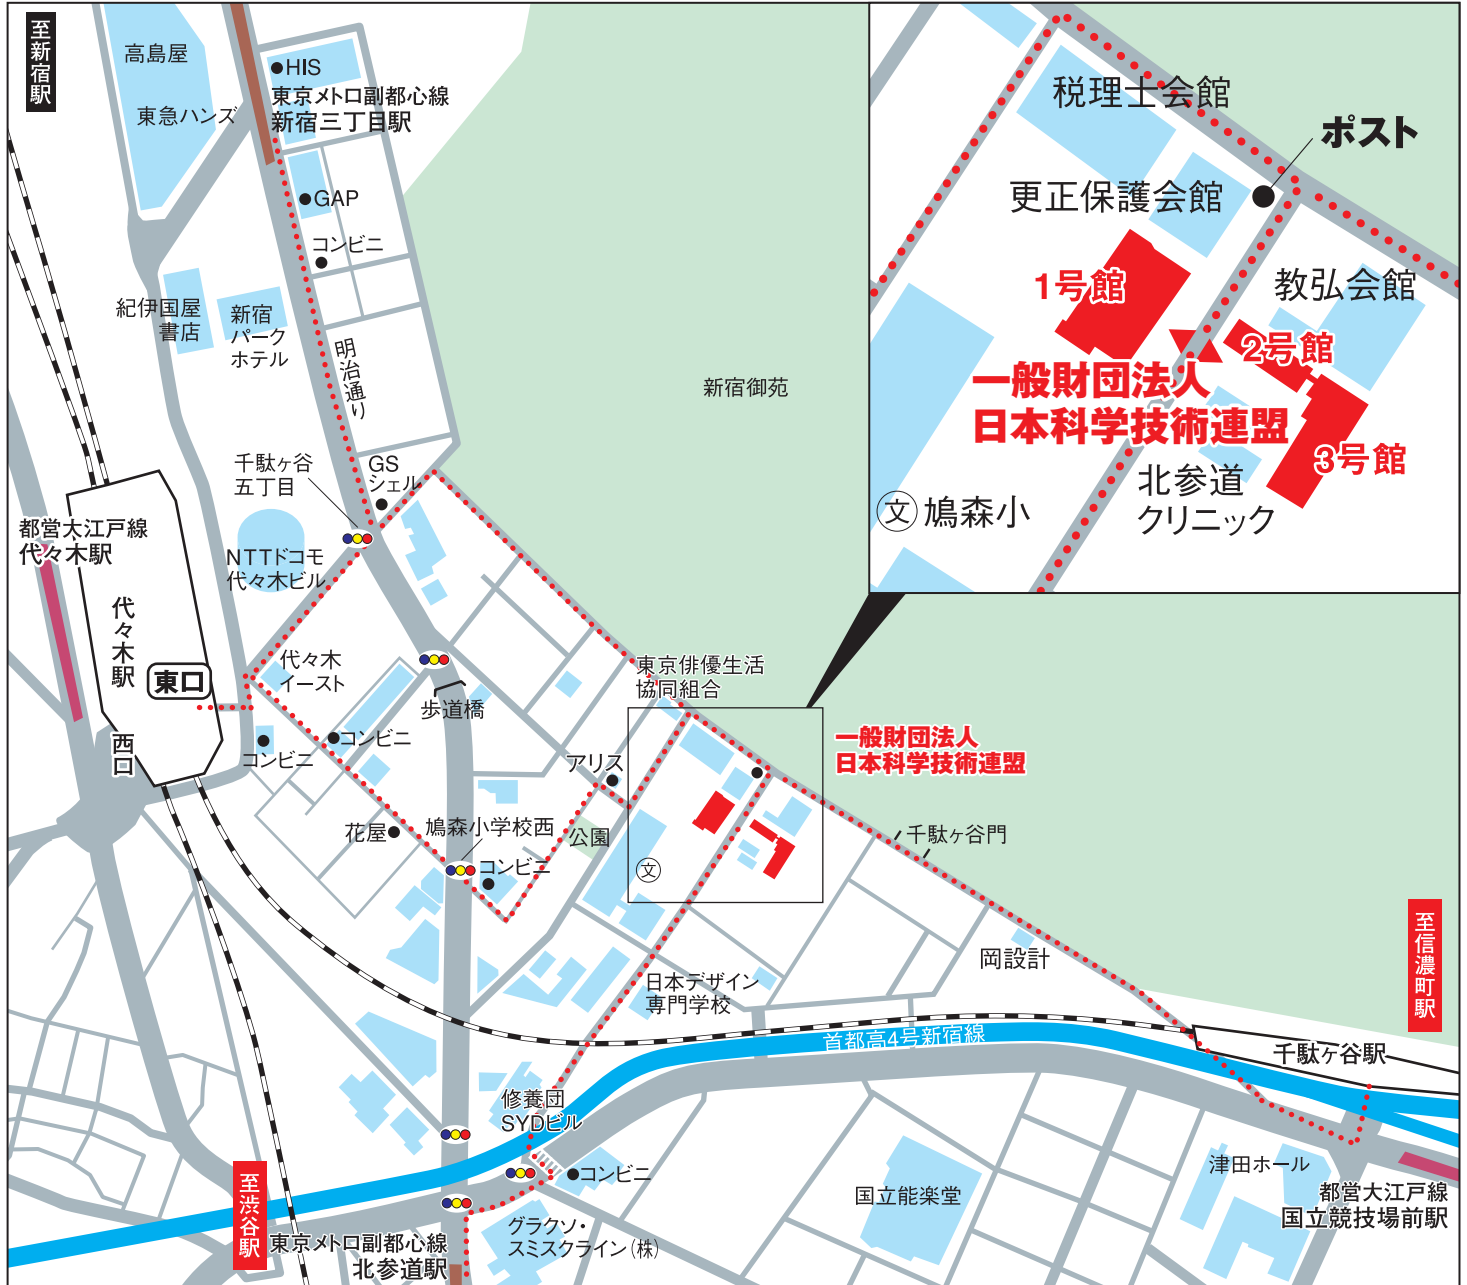 至新宿駅
高島屋
東急ハンズ
HIS
東京メトロ副都心線
新宿三丁目駅
GAP
コンビニ
紀伊国屋
書店
新宿
パーク
ホテル
明治通り
新宿御苑
千駄ヶ谷
五丁目
GS
シェル
都営大江戸線
代々木駅
NTTドコモ
代々木ビル
代々木駅
東口
西口
代々木
イースト
歩道橋
コンビニ
コンビニ
花屋
鳩森小学校西
コンビニ
アリス
公園
東京俳優生活
協同組合
文
一般財団法人
日本科学技術連盟
千駄ヶ谷門
岡設計
日本デザイン
専門学校
至信濃町駅
首都高4号新宿線
千駄ヶ谷駅
修養団
SYDビル
コンビニ
国立能楽堂
津田ホール
都営大江戸線
国立競技場前駅
至渋谷駅
東京メトロ副都心線
北参道駅
グラクソ・
スミスクライン(株)
税理士会館
ポスト
更正保護会館
1号館
教弘会館
2号館
一般財団法人
日本科学技術連盟
3号館
北参道
クリニック
文 鳩森小